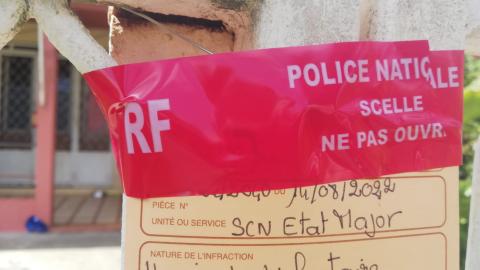 RF
POLICE NATIONALE
SCELLE
NE PAS OUVR.
14/08/2022
PIÈCE N°
UNITÉ OU SERVICE SCN Etat Major
NATURE DE L'INFRACTION